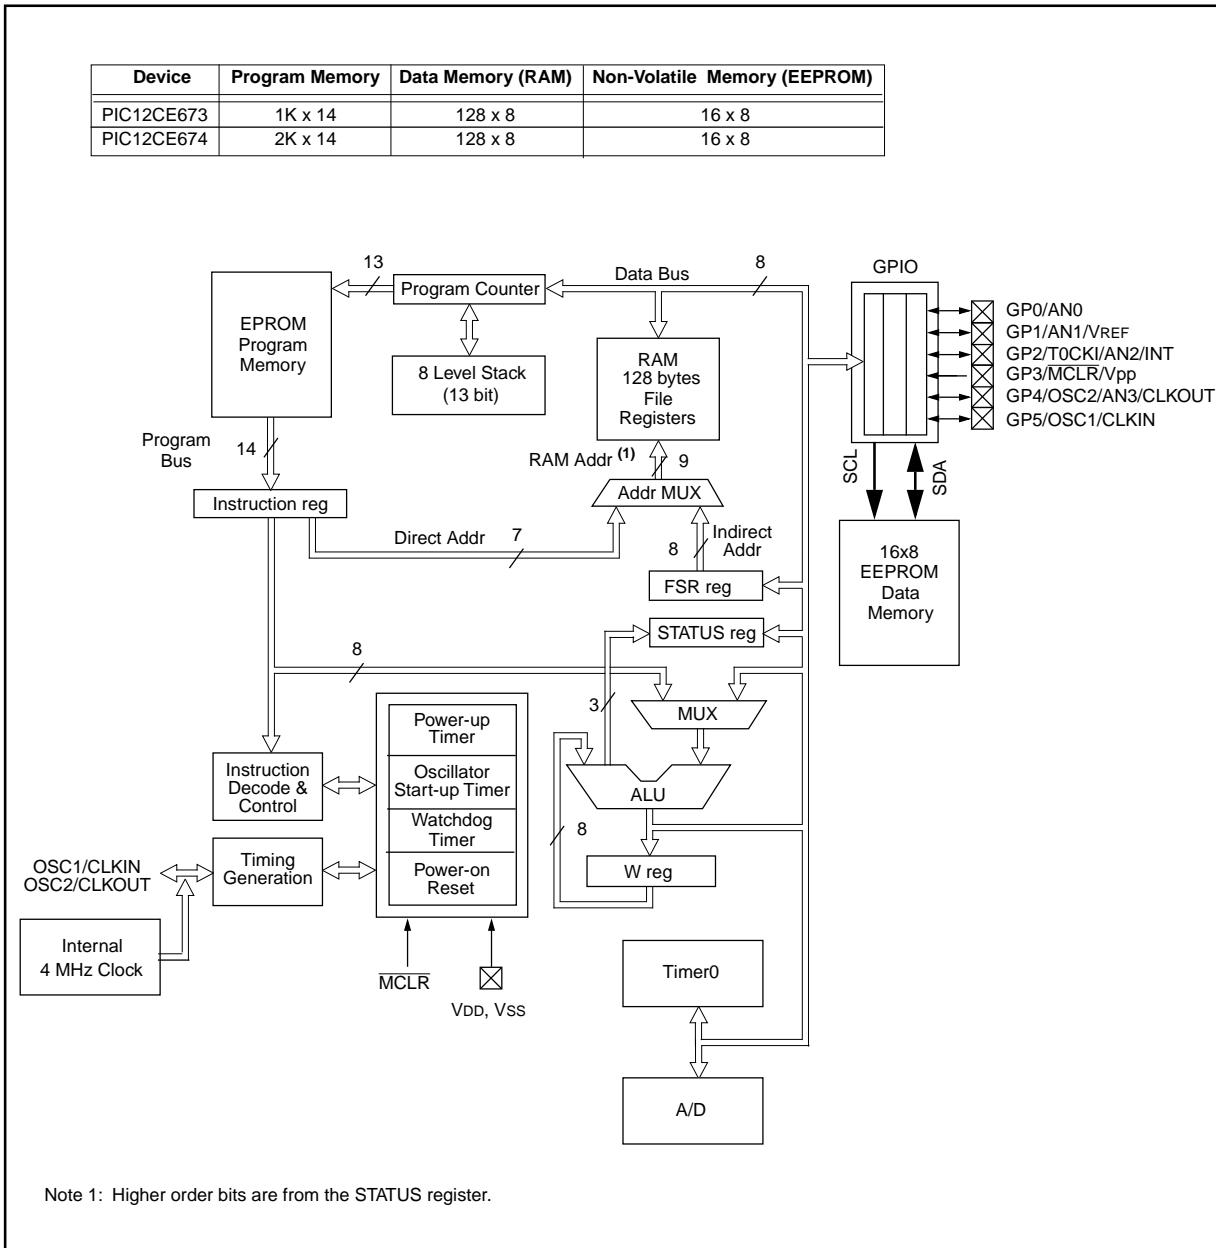 Device Program Memory Data Memory (RAM) Non-Volatile Memory (EEPROM)
PIC12CE673 1K x 14 128 x 8 16 x 8
PIC12CE674 2K x 14 128 x 8 16 x 8
13
Data Bus
8
GPIO
EPROM
Program
Memory
Program Counter
8 Level Stack
(13 bit)
RAM
128 bytes
File
Registers
GP0/AN0
GP1/AN1/VREF
GP2/T0CKI/AN2/INT
GP3/MCLR/Vpp
GP4/OSC2/AN3/CLKOUT
GP5/OSC1/CLKIN
Program
Bus
14
RAM Addr (1)
9
SCL
SDA
Instruction reg
Addr MUX
Direct Addr
7
8
Indirect
Addr
FSR reg
16x8
EEPROM
Data
Memory
STATUS reg
8
3
MUX
Power-up
Timer
Oscillator
Start-up Timer
Watchdog
Timer
Power-on
Reset
Instruction
Decode &
Control
ALU
8
W reg
OSC1/CLKIN
OSC2/CLKOUT
Timing
Generation
Internal
4 MHz Clock
MCLR
VDD, VSS
Timer0
A/D
Note 1: Higher order bits are from the STATUS register.